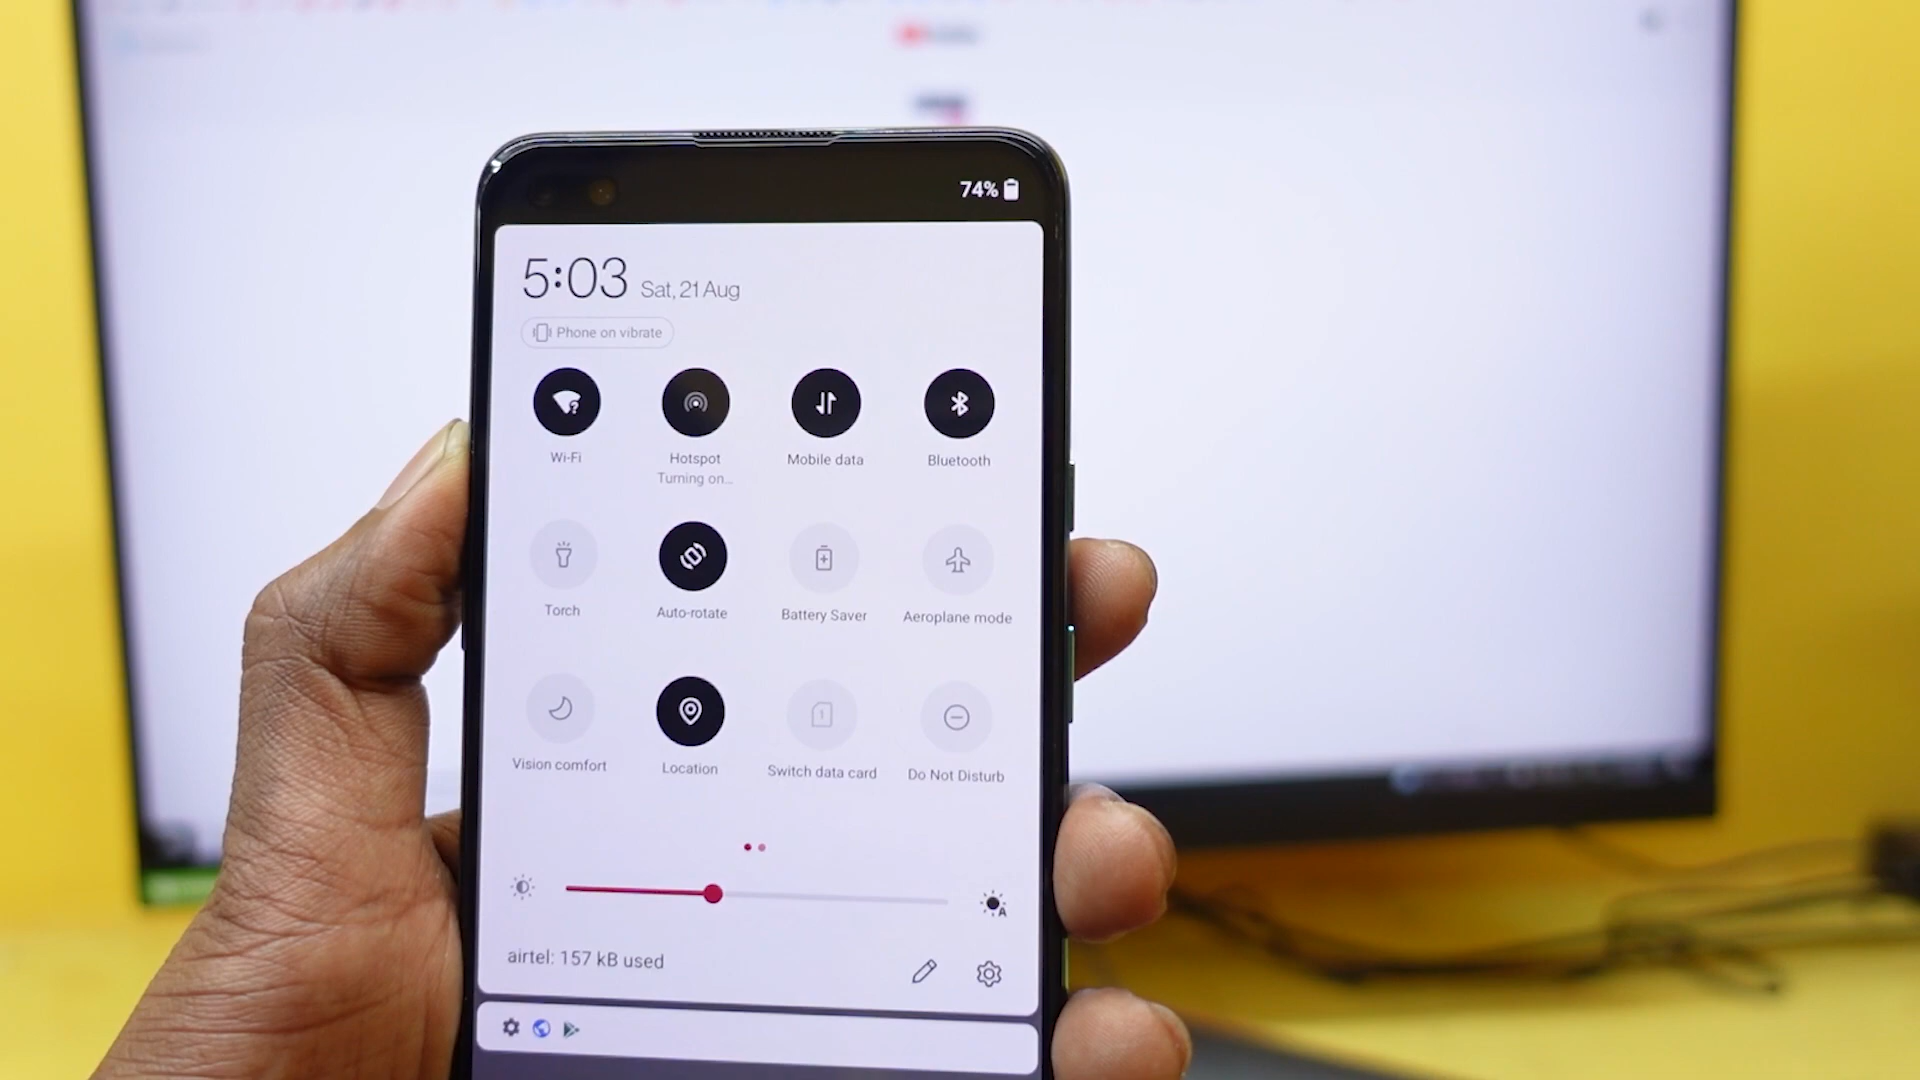 74%
5:03 Sat, 21 Aug
Phone on vibrate
Wi-Fi Hotspot Mobile data Bluetooth
Turning on...
Torch Auto-rotate Battery Saver Aeroplane mode
Vision comfort Location Switch data card Do Not Disturb
airtel: 157 kB used